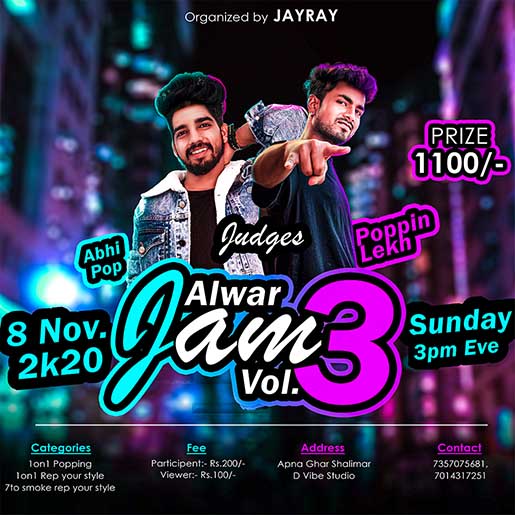 Organized by JAYRAY
PRIZE
1100/-
Judges
Abhi
Pop
Poppin
Lekh
8 Nov.
2k20
Alwar
Jam 3
Vol.
Sunday
3pm Eve
Categories
1on1 Popping
1on1 Rep your style
7to smoke rep your style
Fee
Participent:- Rs.200/-
Viewer:- Rs.100/-
Address
Apna Ghar Shalimar
D Vibe Studio
Contact
7357075681,
7014317251